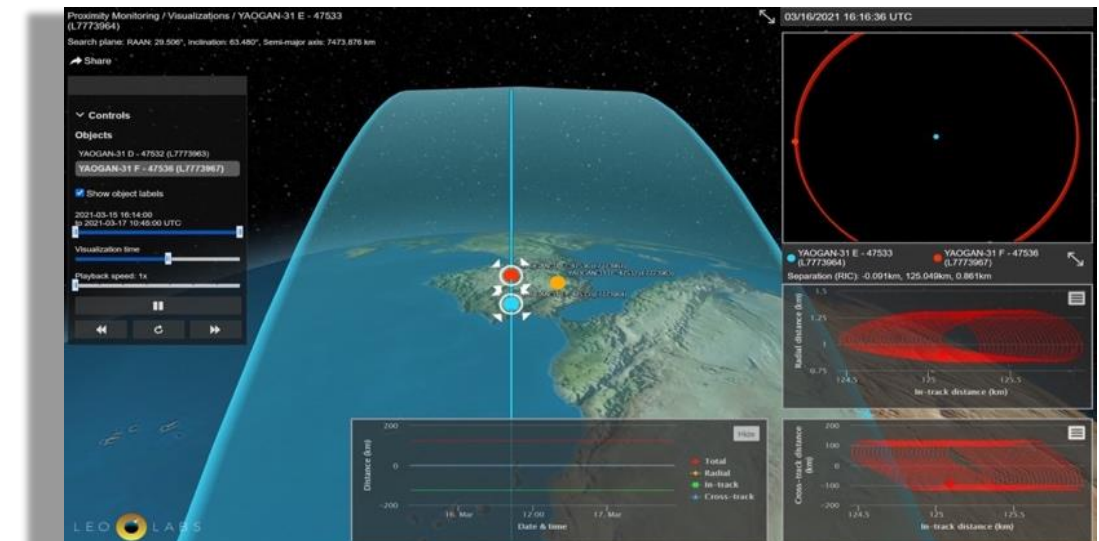 Proximity Monitoring / Visualizations / YAOGAN-31 E - 47533
(L7773964)
Search plane: RAAN: 29.506°, Inclination: 63.480°, Semi-major axis: 7473.876 km
Share
Controls
Objects
YAOGAN-31 D - 47532 (L7773963)
YAOGAN-31 F - 47536 (L7773967)
Show object labels
2021-03-15 16:14:00
to 2021-03-17 10:45:00 UTC
Visualization time
Playback speed: 1x
03/16/2021 16:16:36 UTC
YAOGAN-31 E - 47533
(L7773964)
YAOGAN-31 F - 47536
(L7773967)
Separation (RIC): -0.091km, 125.049km, 0.861km
Radial distance (km)
1.5
1.25
1
0.75
124.5
125
125.5
In-track distance (km)
Cross-track distance
(km)
200
100
0
-100
-200
124.5
125
125.5
In-track distance (km)
Distance (km)
200
0
-200
16. Mar
12:00
17. Mar
Date & time
Hide
Total
Radial
In-track
Cross-track
LEO LABS